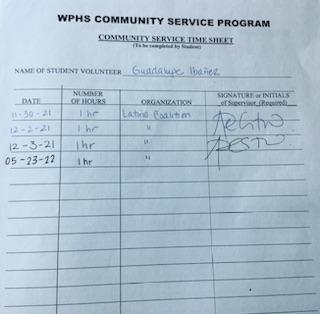 WPHS COMMUNITY SERVICE PROGRAM
COMMUNITY SERVICE TIME SHEET
(To be completed by Student)
NAME OF STUDENT VOLUNTEER Guadalupe Ibañez
DATE NUMBER OF HOURS ORGANIZATION SIGNATURE or INITIALS of Supervisor (Required)
11-30-21 1 hr Latino Coalition
12-2-21 1 hr "
12-3-21 1 hr "
05-23-22 1 hr "